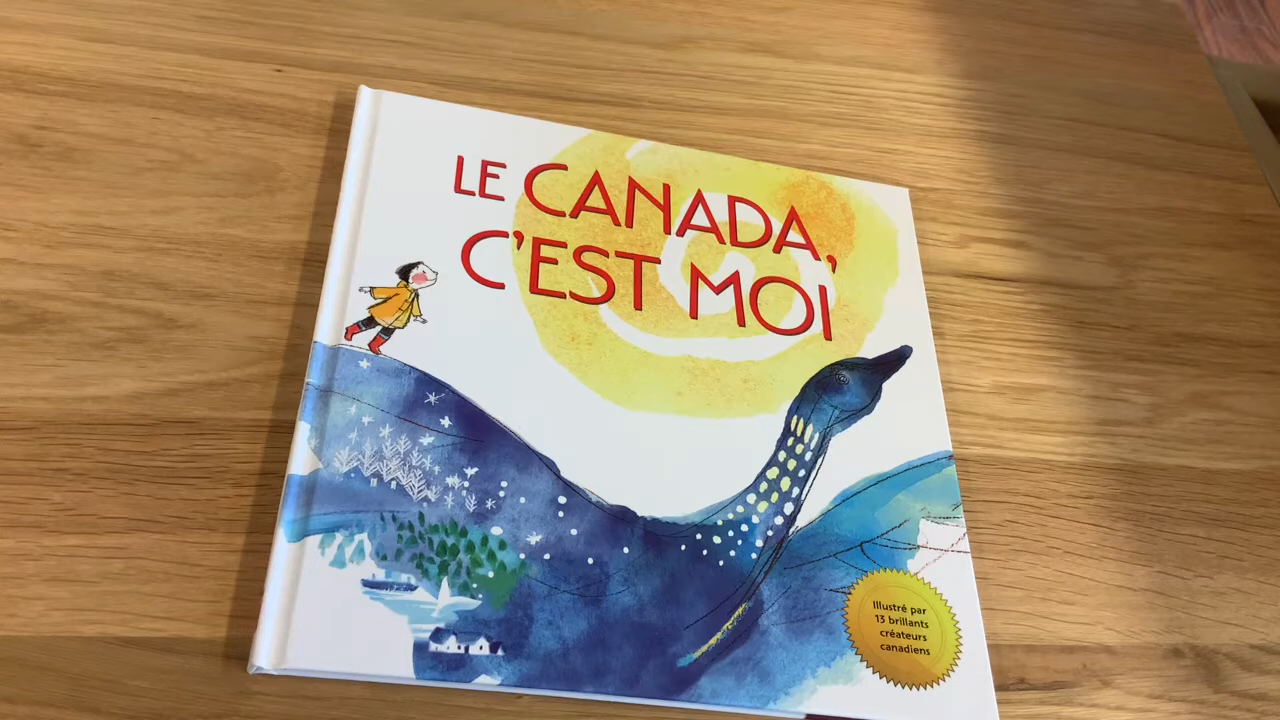 LE CANADA,
C'EST MOI
Illustré par
13 brillants
créateurs
canadiens